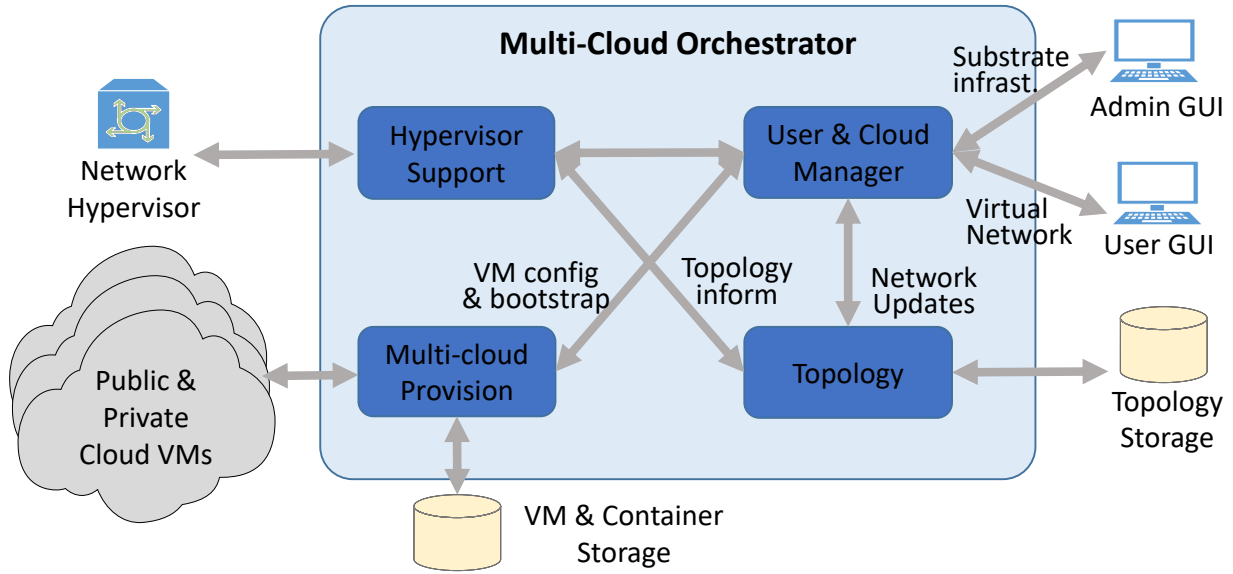 Multi-Cloud Orchestrator
Substrate
infrast.
Admin GUI
Hypervisor
Support
User & Cloud
Manager
Network
Hypervisor
Virtual
Network
User GUI
VM config
& bootstrap
Topology
inform
Network
Updates
Multi-cloud
Provision
Topology
Public &
Private
Cloud VMs
Topology
Storage
VM & Container
Storage